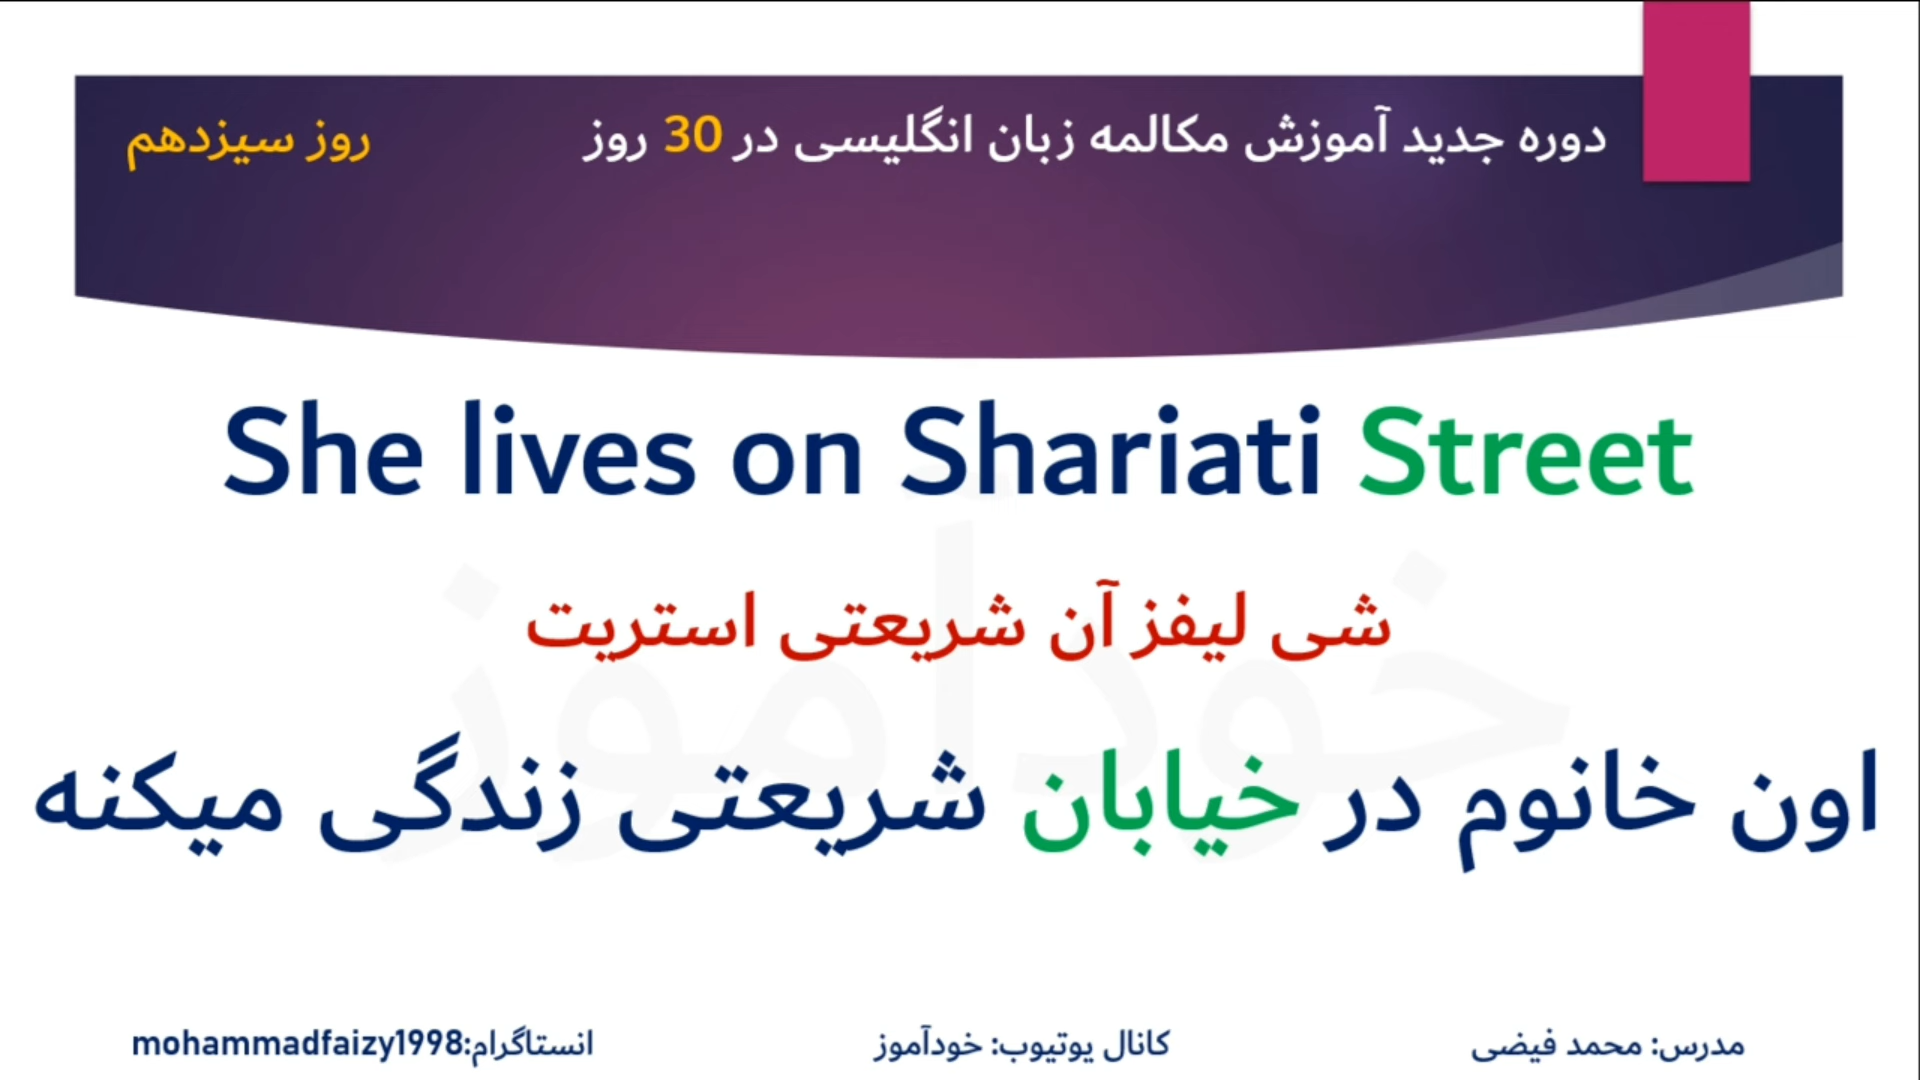 دوره جدید آموزش مکالمه زبان انگلیسی در 30 روز
روز سیزدهم
She lives on Shariati Street
شی لیفز آن شریعتی استریت
خودآموز
اون خانوم در خیابان شریعتی زندگی میکنه
مدرس: محمد فیضی
کانال یوتیوب: خودآموز
انستاگرام:mohammadfaizy1998